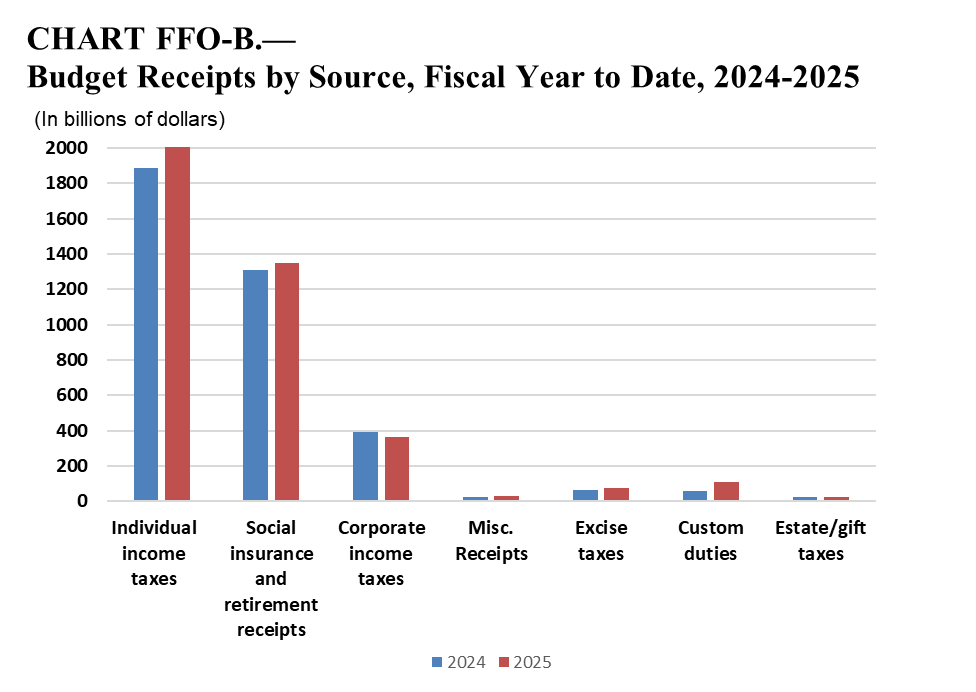 CHART FFO-B.—
Budget Receipts by Source, Fiscal Year to Date, 2024-2025
(In billions of dollars)
2000
1800
1600
1400
1200
1000
800
600
400
200
0
Individual
income
taxes
Social
insurance
and
retirement
receipts
Corporate
income
taxes
Misc.
Receipts
Excise
taxes
Custom
duties
Estate/gift
taxes
2024 2025